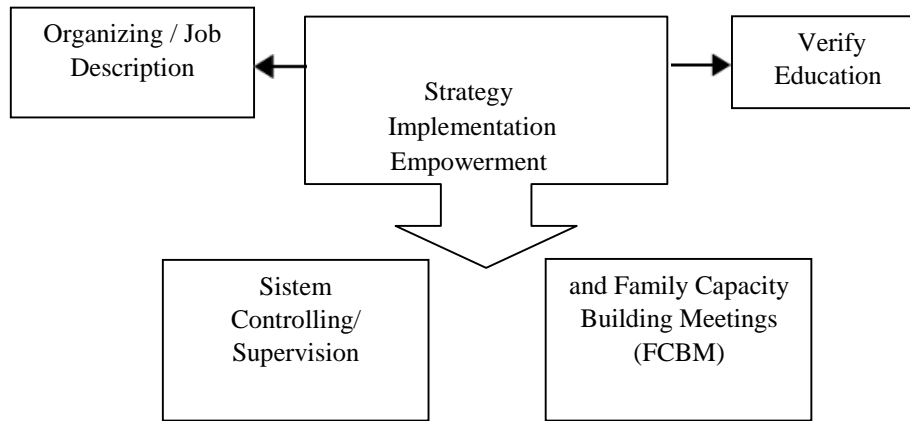 Organizing / Job
Description
Strategy
Implementation
Empowerment
Verify
Education
Sistem
Controlling/
Supervision
and Family Capacity
Building Meetings
(FCBM)